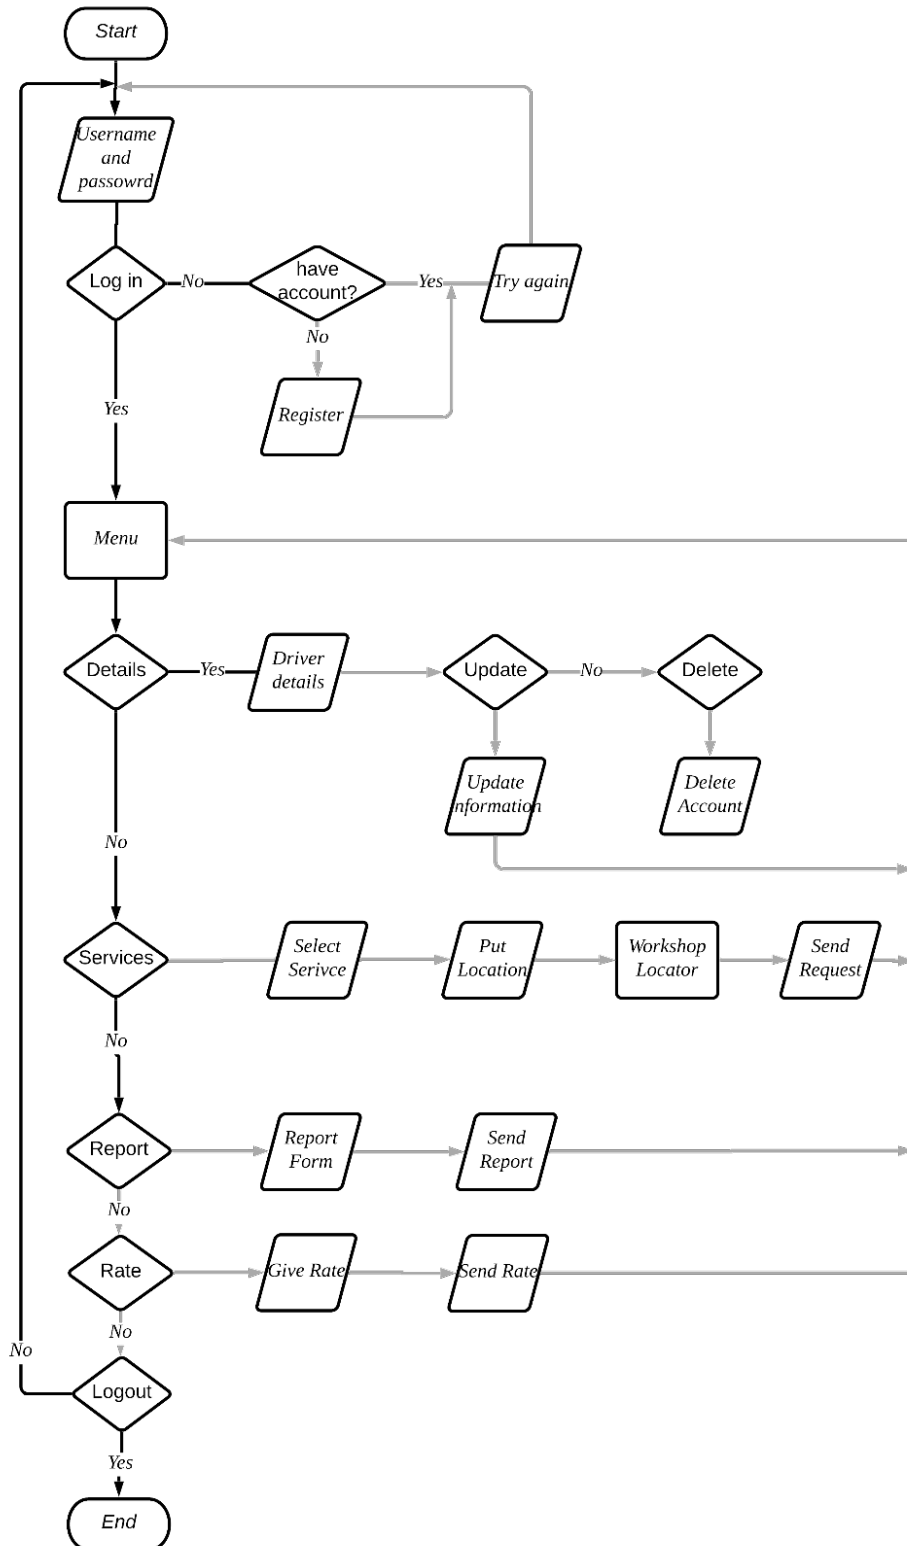 Start
Username
and
passowrd
Log in
No
have
account?
Yes
Try again
No
Register
Yes
Menu
Details
Yes
Driver
details
Update
No
Delete
Update
information
Delete
Account
No
Services
Select
Serivce
Put
Location
Workshop
Locator
Send
Request
No
Report
Report
Form
Send
Report
No
Rate
Give Rate
Send Rate
No
No
Logout
Yes
End